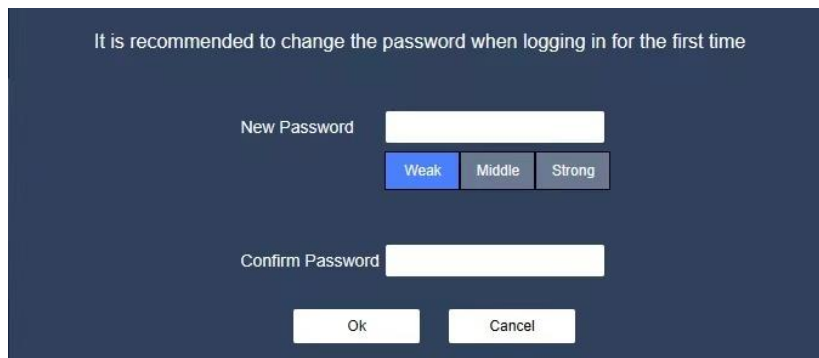 It is recommended to change the password when logging in for the first time
New Password
Weak Middle Strong
Confirm Password
Ok Cancel